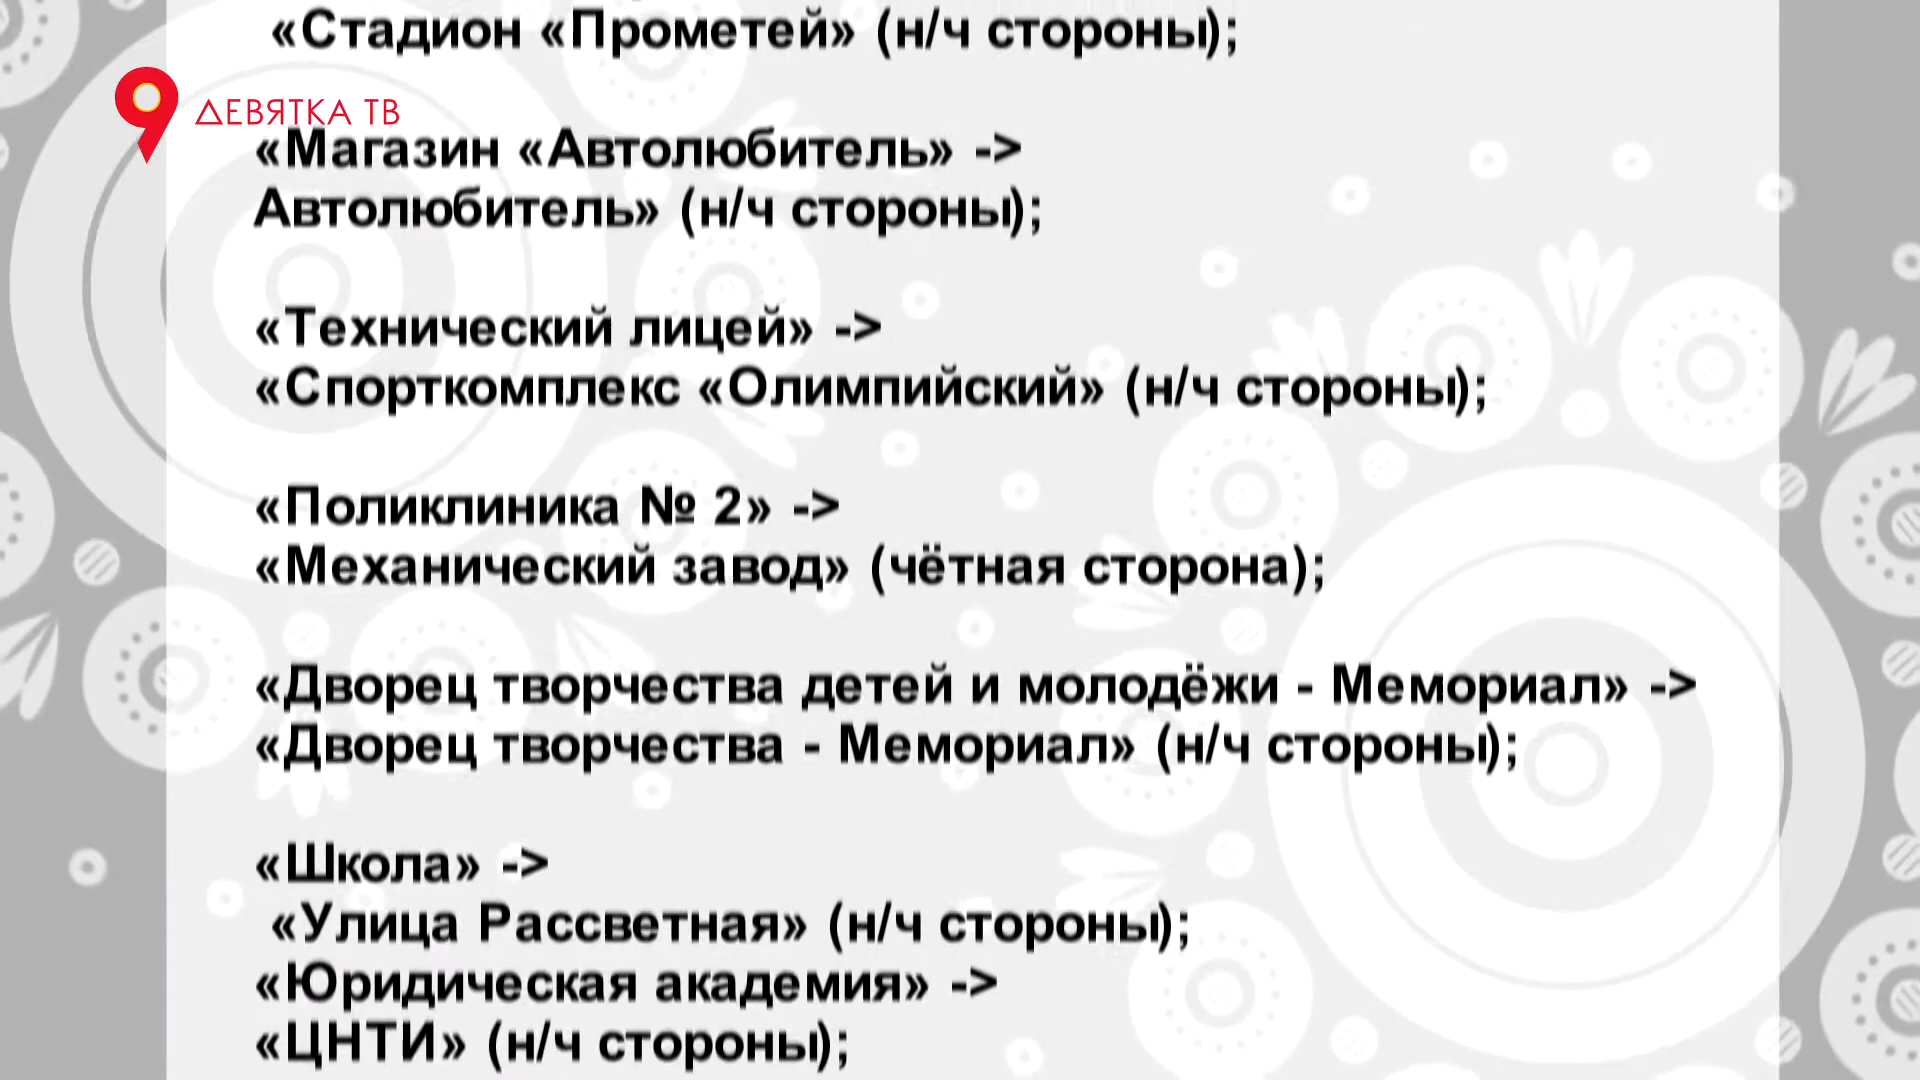 «Стадион «Прометей» (н/ч стороны);
ДЕВЯТКА ТВ
«Магазин «Автолюбитель» ->
Автолюбитель» (н/ч стороны);
«Технический лицей» ->
«Спорткомплекс «Олимпийский» (н/ч стороны);
«Поликлиника № 2» ->
«Механический завод» (чётная сторона);
«Дворец творчества детей и молодёжи - Мемориал» ->
«Дворец творчества - Мемориал» (н/ч стороны);
«Школа» ->
«Улица Рассветная» (н/ч стороны);
«Юридическая академия» ->
«ЦНТИ» (н/ч стороны);